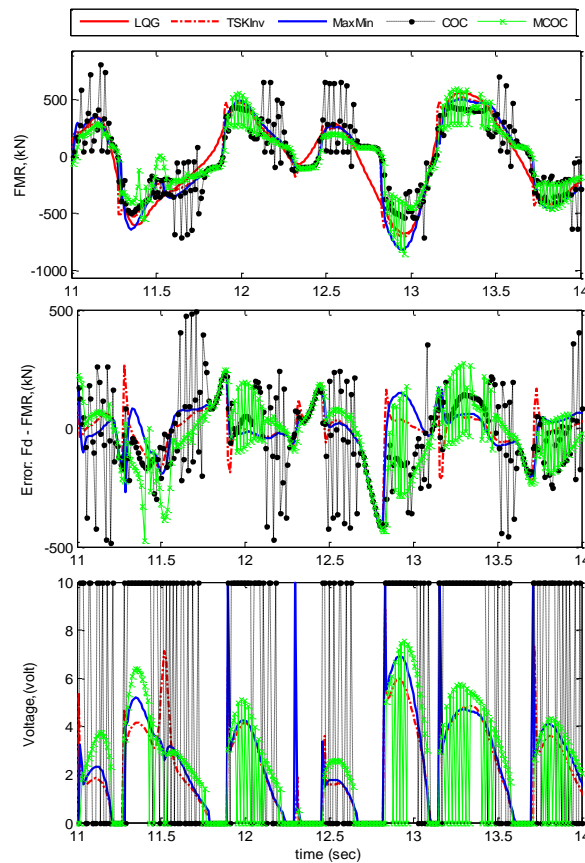 LQG TSKInv MaxMin COC MCOC
500
0
-500
-1000
FMR,(kN)
11 11.5 12 12.5 13 13.5 14
500
0
-500
Error: Fd - FMR,(kN)
11 11.5 12 12.5 13 13.5 14
10
8
6
4
2
0
Voltage,(volt)
11 11.5 12 12.5 13 13.5 14
time (sec)